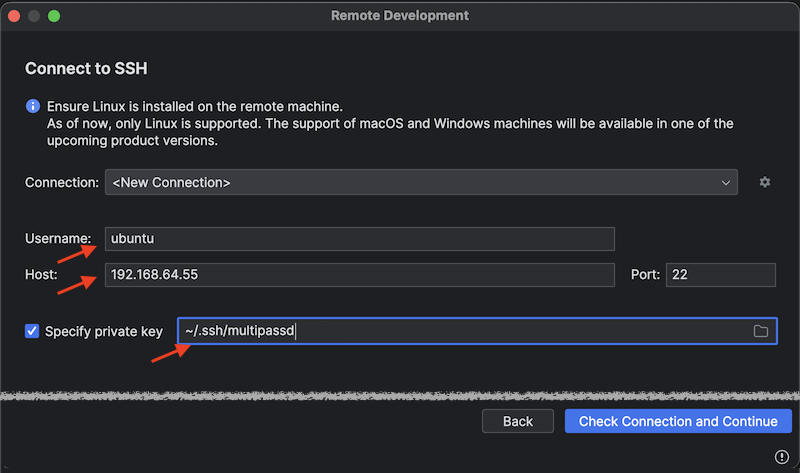 Remote Development
Connect to SSH
Ensure Linux is installed on the remote machine.
As of now, only Linux is supported. The support of macOS and Windows machines will be available in one of the
upcoming product versions.
Connection: <New Connection>
Username: ubuntu
Host: 192.168.64.55 Port: 22
Specify private key ~/.ssh/multipassd
Back Check Connection and Continue